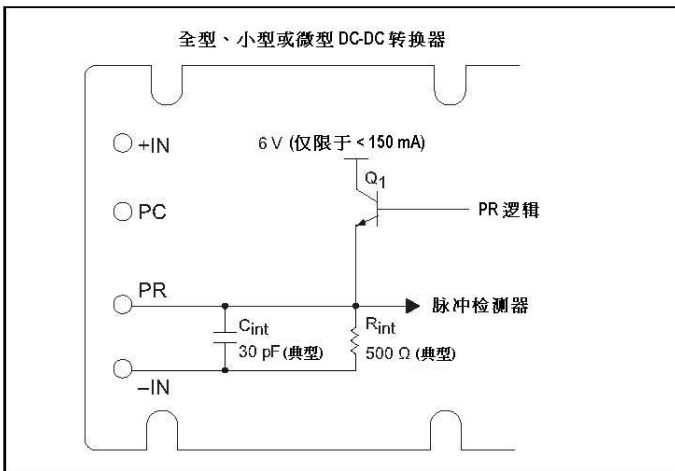 全型、小型或微型 DC-DC 转换器
+IN
6 V (仅限于 < 150 mA)
Q1
PC
PR 逻辑
PR
脉冲检测器
Cint
30 pF (典型)
Rint
500 Ω (典型)
–IN